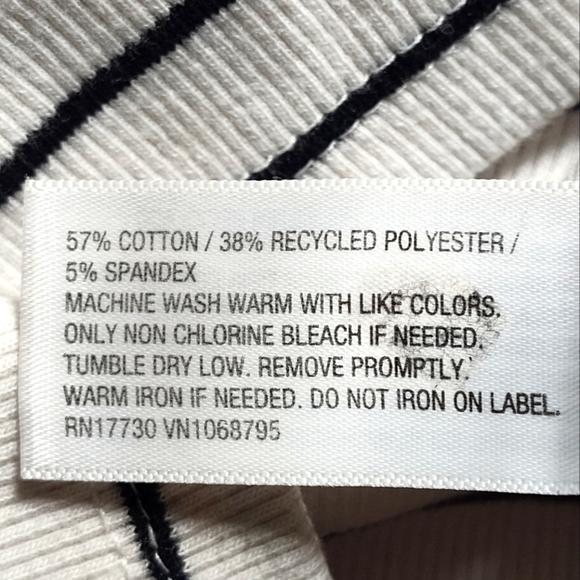 57% COTTON / 38% RECYCLED POLYESTER /
5% SPANDEX
MACHINE WASH WARM WITH LIKE COLORS.
ONLY NON CHLORINE BLEACH IF NEEDED.
TUMBLE DRY LOW. REMOVE PROMPTLY.
WARM IRON IF NEEDED. DO NOT IRON ON LABEL.
RN17730 VN1068795